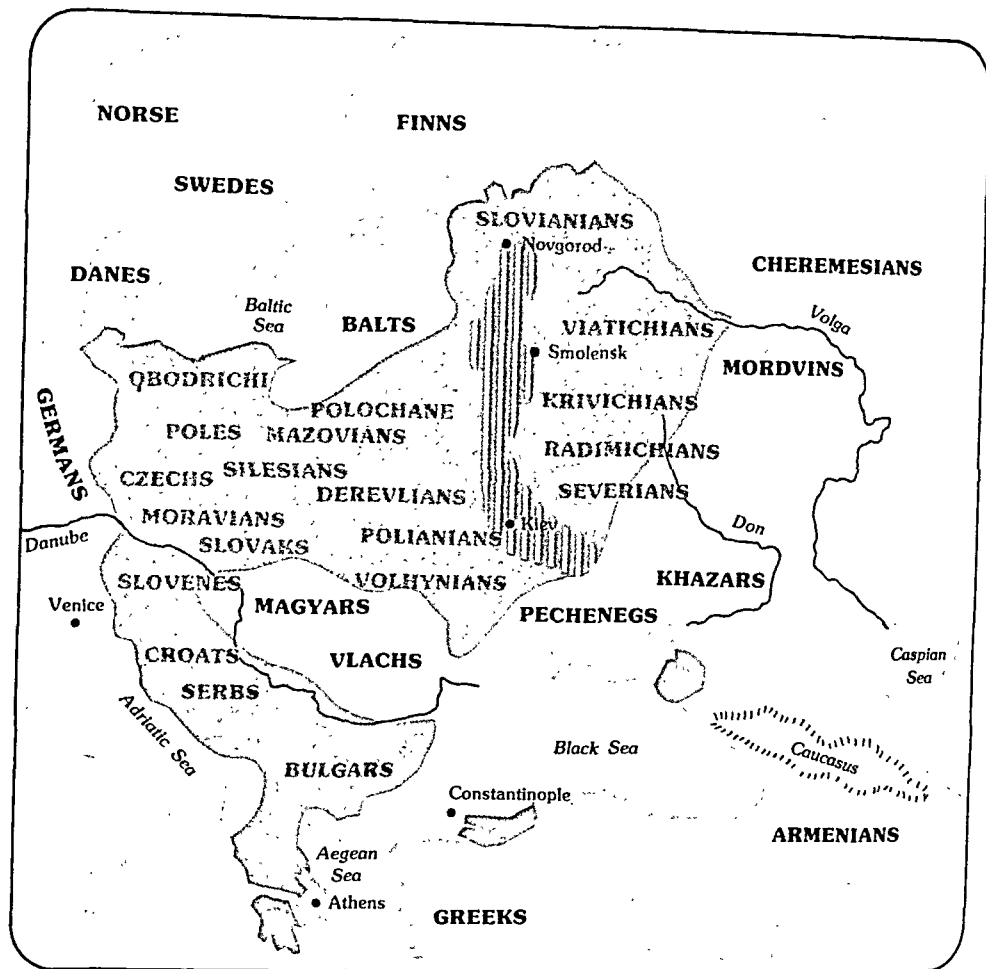 NORSE
FINNS
SWEDES
SLOVIANIANS
Novgorod
DANES
CHEREMESIANS
Baltic
Sea
BALTS
Volga
VIATICHIANS
Smolensk
MORDVINS
OBODRICHI
GERMANS
POLOCHANE
KRIVICHIANS
POLES
MAZOVIANS
RADIMICHIANS
CZECHS
SILESIANS
DEREVLIANS
SEVERIANS
MORAVIANS
Kiev
Don
Danube
SLOVAKS
POLIANIANS
SLOVENES
VOLHYNIANS
KHAZARS
Venice
MAGYARS
PECHENEGS
CROATS
VLACHS
Caspian
Sea
SERBS
Adriatic Sea
Black Sea
Caucasus
BULGARS
Constantinople
ARMENIANS
Aegean
Sea
Athens
GREEKS